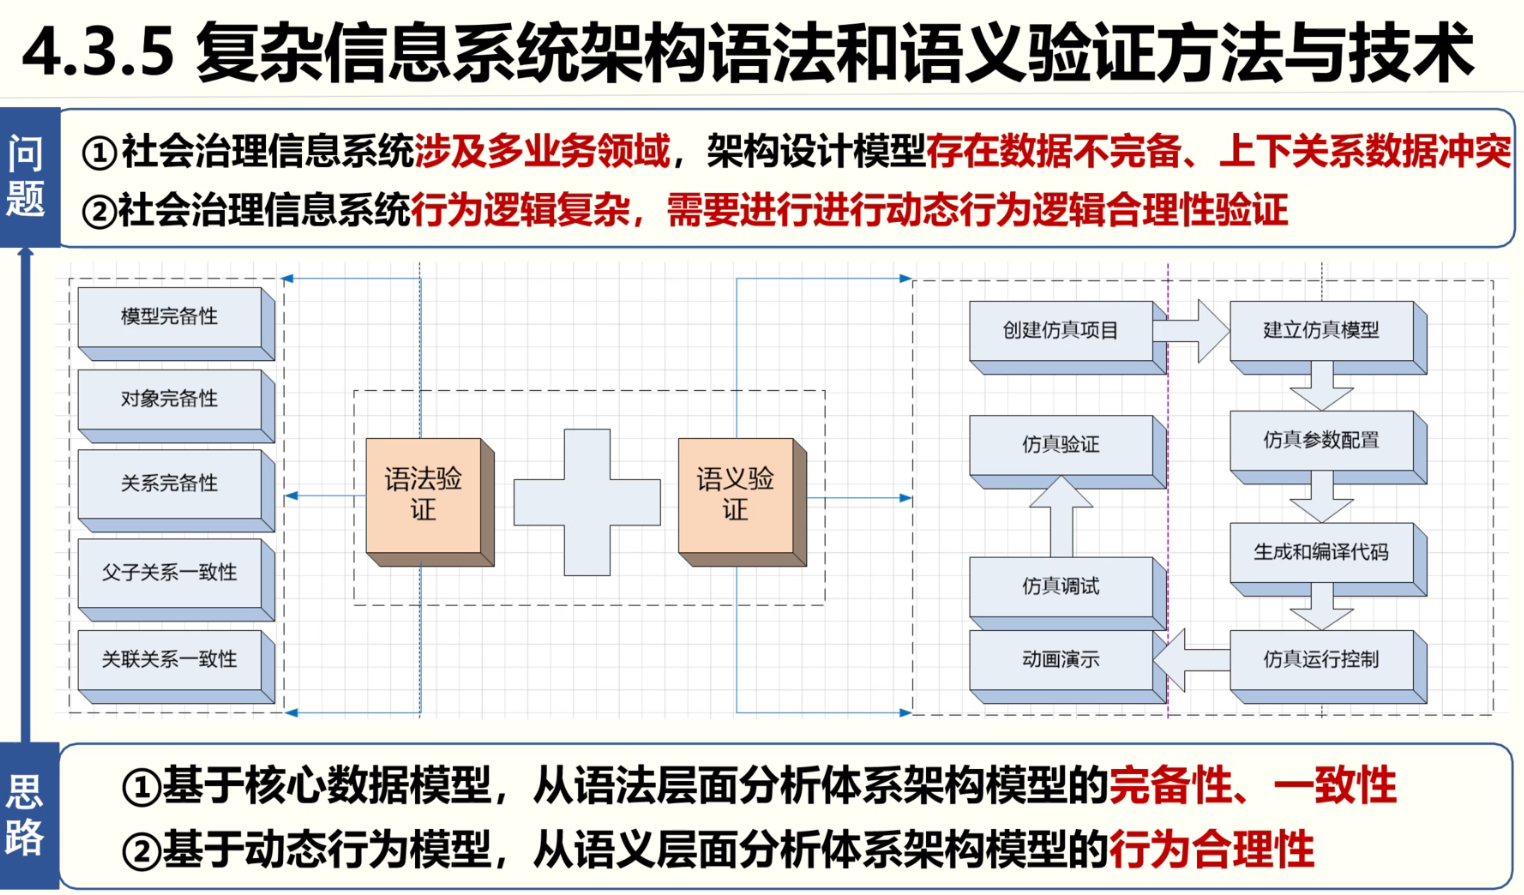 4.3.5 复杂信息系统架构语法和语义验证方法与技术
问题
①社会治理信息系统涉及多业务领域，架构设计模型存在数据不完备、上下关系数据冲突
②社会治理信息系统行为逻辑复杂，需要进行进行动态行为逻辑合理性验证
模型完备性
对象完备性
关系完备性
父子关系一致性
关联关系一致性
语法验
证
语义验
证
创建仿真项目
建立仿真模型
仿真参数配置
生成和编译代码
仿真运行控制
动画演示
仿真调试
仿真验证
思路
①基于核心数据模型，从语法层面分析体系架构模型的完备性、一致性
②基于动态行为模型，从语义层面分析体系架构模型的行为合理性